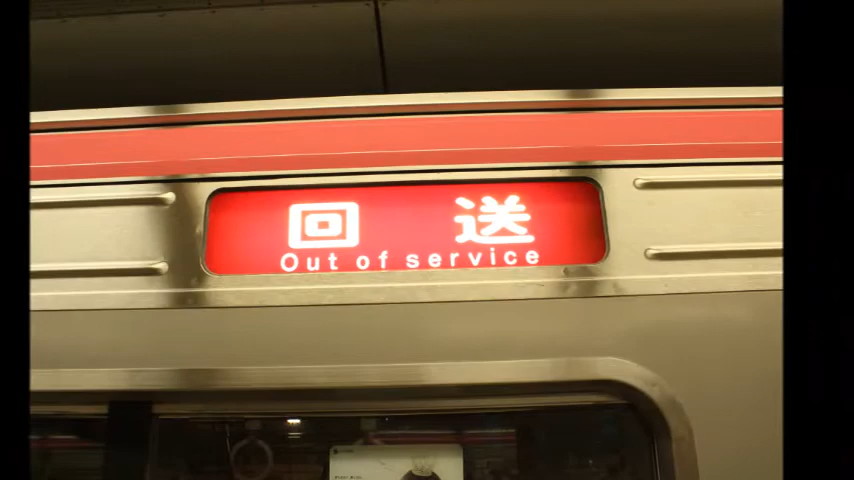 回送
Out of service